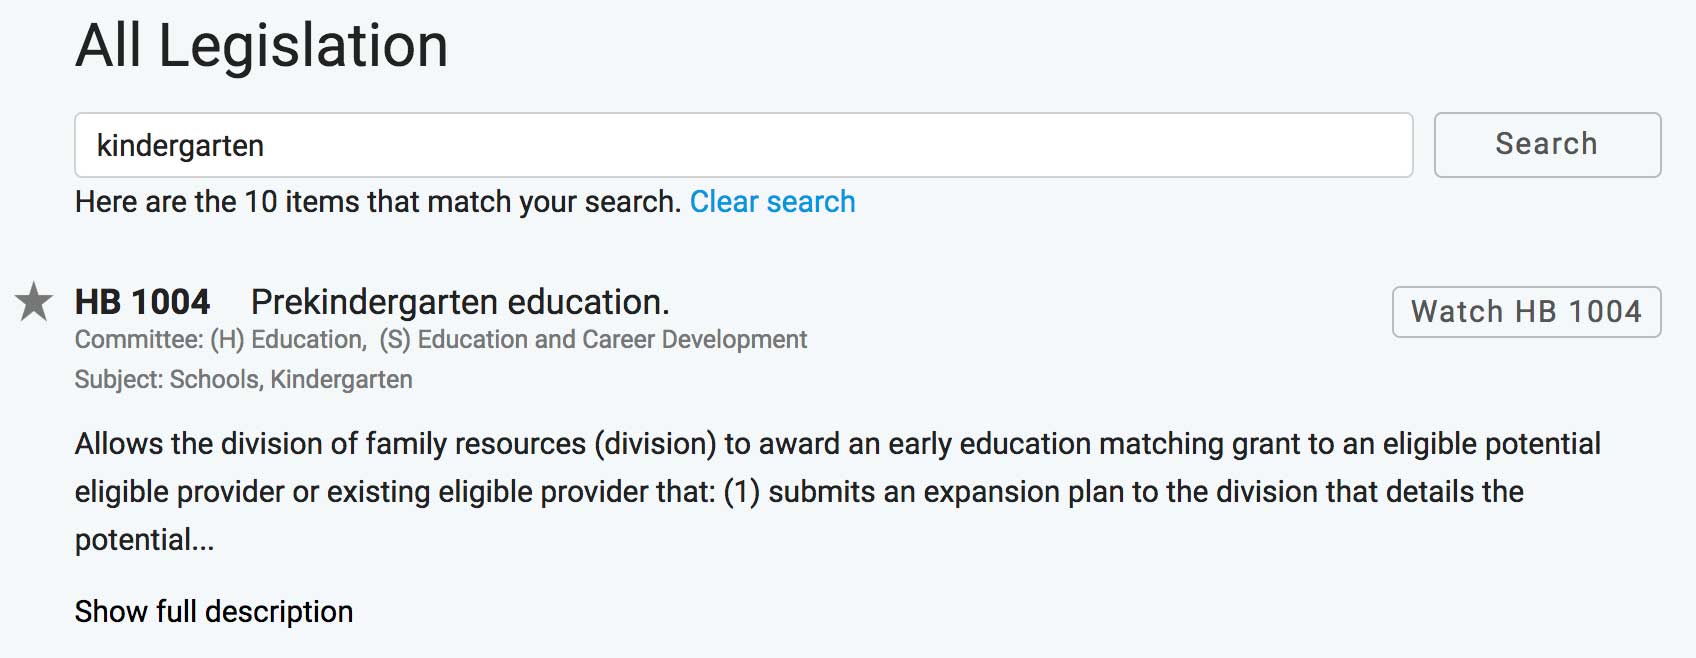 All Legislation
kindergarten
Search
Here are the 10 items that match your search. Clear search
HB 1004 Prekindergarten education.
Watch HB 1004
Committee: (H) Education, (S) Education and Career Development
Subject: Schools, Kindergarten
Allows the division of family resources (division) to award an early education matching grant to an eligible potential
eligible provider or existing eligible provider that: (1) submits an expansion plan to the division that details the
potential...
Show full description